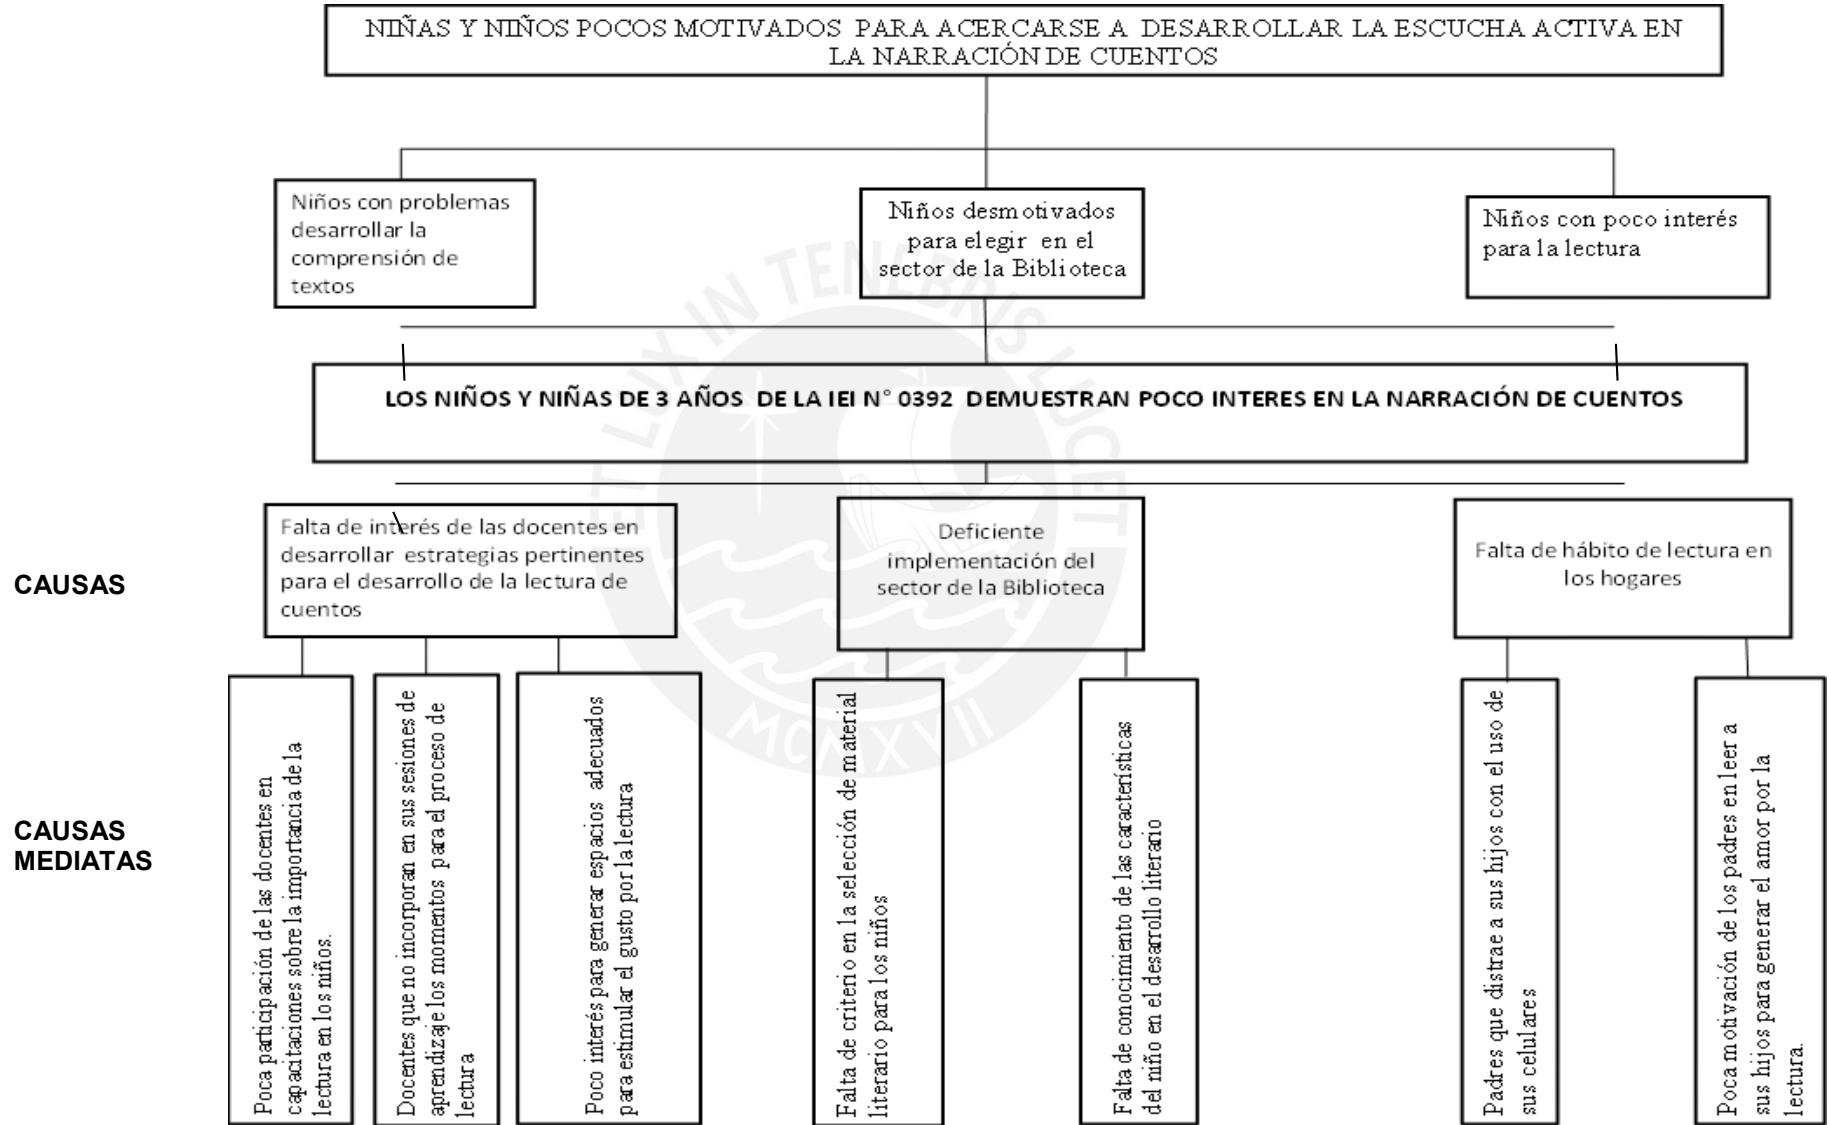 NIÑAS Y NIÑOS POCOS MOTIVADOS PARA ACERCARSE A DESARROLLAR LA ESCUCHA ACTIVA EN
LA NARRACIÓN DE CUENTOS
Niños con problemas
desarrollar la
comprensión de
textos
Niños desmotivados
para elegir en el
sector de la Biblioteca
Niños con poco interés
para la lectura
LOS NIÑOS Y NIÑAS DE 3 AÑOS DE LA IEI N° 0392 DEMUESTRAN POCO INTERES EN LA NARRACIÓN DE CUENTOS
CAUSAS
Falta de interés de las docentes en
desarrollar estrategias pertinentes
para el desarrollo de la lectura de
cuentos
Deficiente
implementación del
sector de la Biblioteca
Falta de hábito de lectura en
los hogares
CAUSAS
MEDIATAS
Poca participación de las docentes en
capacitaciones sobre la importancia de la
lectura en los niños.
Docentes que no incorporan en sus sesiones de
aprendizaje los momentos para el proceso de
lectura
Poco interés para generar espacios adecuados
para estimular el gusto por la lectura
Falta de criterio en la selección de material
literario para los niños
Falta de conocimiento de las características
del niño en el desarrollo literario
Padres que distrae a sus hijos con el uso de
sus celulares
Poca motivación de los padres en leer a
sus hijos para generar el amor por la
lectura.
ET LUX IN TENEBRIS LUCET
MCMXVII